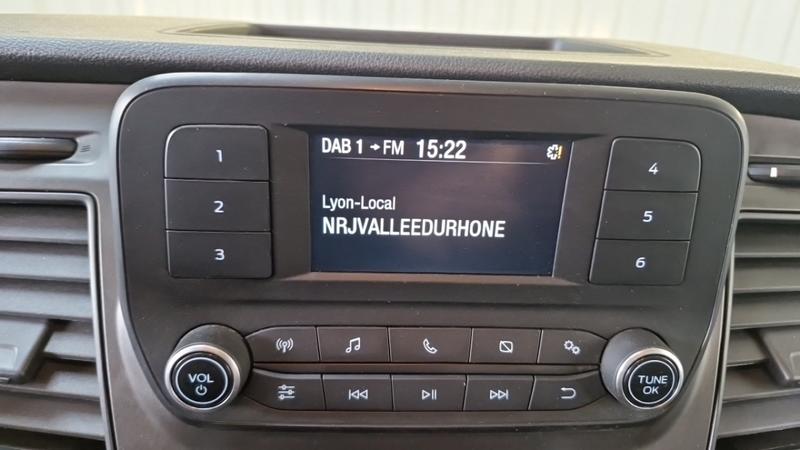 DAB 1 → FM 15:22
Lyon-Local
NRJVALLEEDURHONE
1
2
3
4
5
6
VOL
TUNE
OK